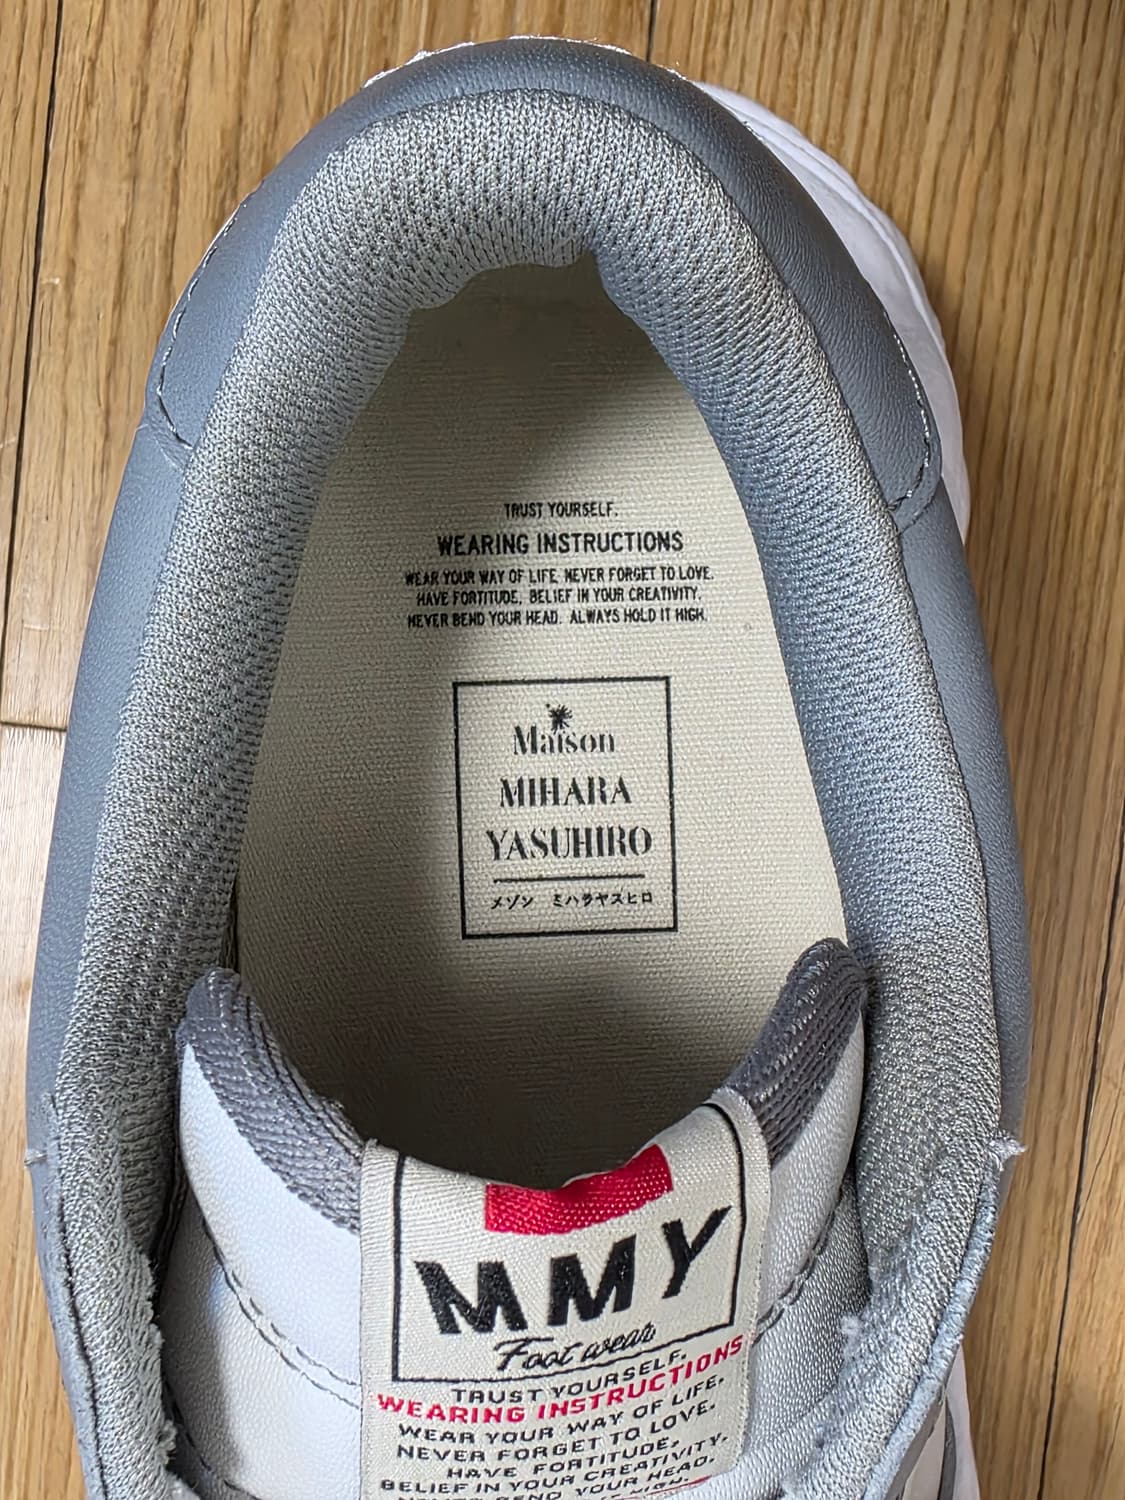 TRUST YOURSELF.
WEARING INSTRUCTIONS
WEAR YOUR WAY OF LIFE, NEVER FORGET TO LOVE.
HAVE FORTITUDE, BELIEF IN YOUR CREATIVITY.
NEVER BEND YOUR HEAD. ALWAYS HOLD IT HIGH.
Maison
MIHARA
YASUHIRO
メゾン ミハラヤスヒロ
MMY
Foot wear
TRUST YOURSELF.
WEARING INSTRUCTIONS
WEAR YOUR WAY OF LIFE,
NEVER FORGET TO LOVE.
HAVE FORTITUDE,
BELIEF IN YOUR CREATIVITY.
NEVER BEND YOUR HEAD.